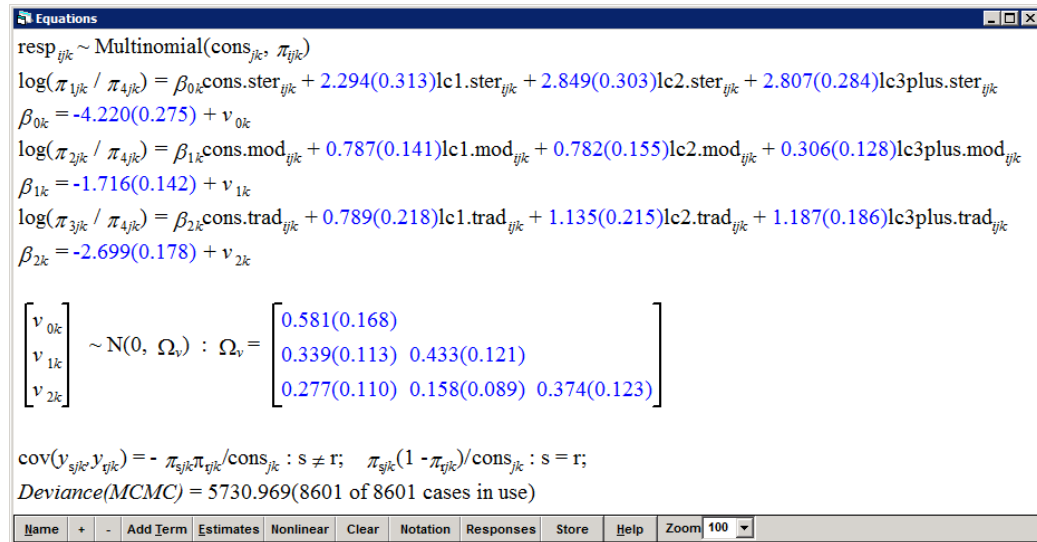 Equations
resp_ijk ~ Multinomial(cons_jk, π_ijk)
log(π_1jk / π_4jk) = β_0k cons.ster_ijk + 2.294(0.313)lc1.ster_ijk + 2.849(0.303)lc2.ster_ijk + 2.807(0.284)lc3plus.ster_ijk
β_0k = -4.220(0.275) + v_0k
log(π_2jk / π_4jk) = β_1k cons.mod_ijk + 0.787(0.141)lc1.mod_ijk + 0.782(0.155)lc2.mod_ijk + 0.306(0.128)lc3plus.mod_ijk
β_1k = -1.716(0.142) + v_1k
log(π_3jk / π_4jk) = β_2k cons.trad_ijk + 0.789(0.218)lc1.trad_ijk + 1.135(0.215)lc2.trad_ijk + 1.187(0.186)lc3plus.trad_ijk
β_2k = -2.699(0.178) + v_2k
v_0k 0.581(0.168)
v_1k ~ N(0, Ω_v) : Ω_v = 0.339(0.113) 0.433(0.121)
v_2k 0.277(0.110) 0.158(0.089) 0.374(0.123)
cov(y_sjk, y_rjk) = - π_sjk π_rjk/cons_jk : s ≠ r; π_sjk(1 - π_rjk)/cons_jk : s = r;
Deviance(MCMC) = 5730.969(8601 of 8601 cases in use)
Name + - Add Term Estimates Nonlinear Clear Notation Responses Store Help Zoom 100